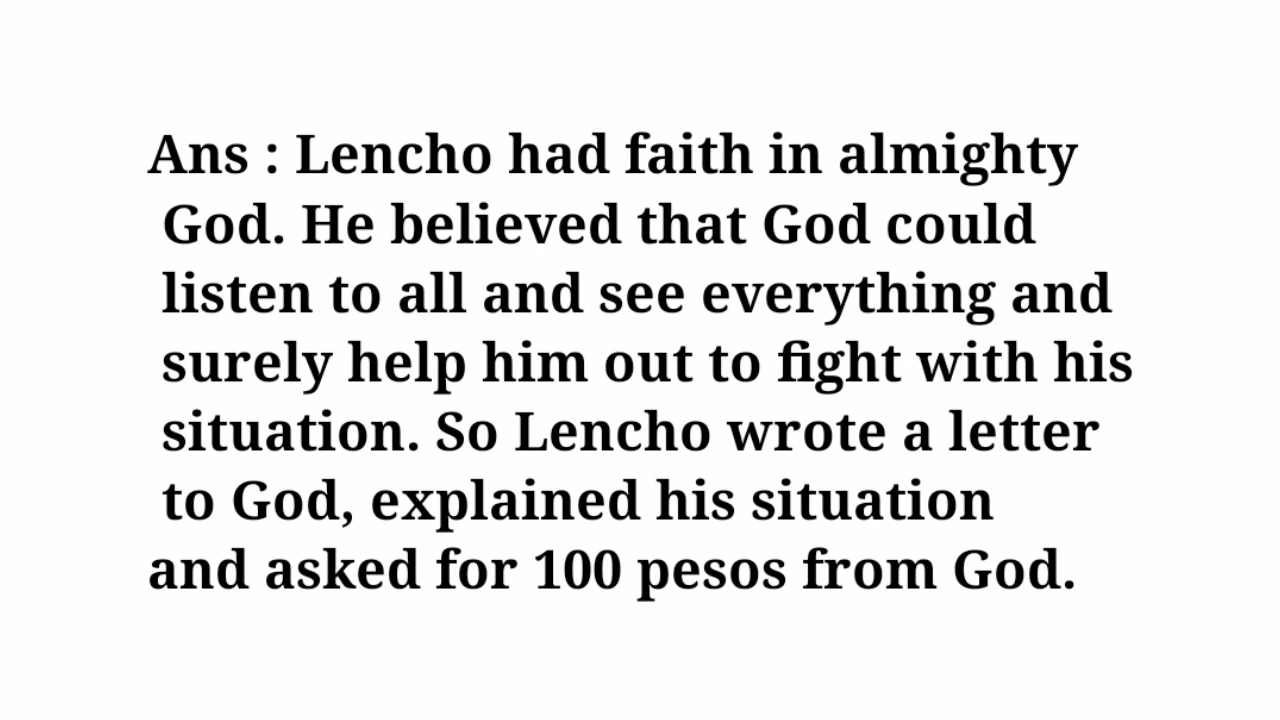 Ans : Lencho had faith in almighty
God. He believed that God could
listen to all and see everything and
surely help him out to fight with his
situation. So Lencho wrote a letter
to God, explained his situation
and asked for 100 pesos from God.